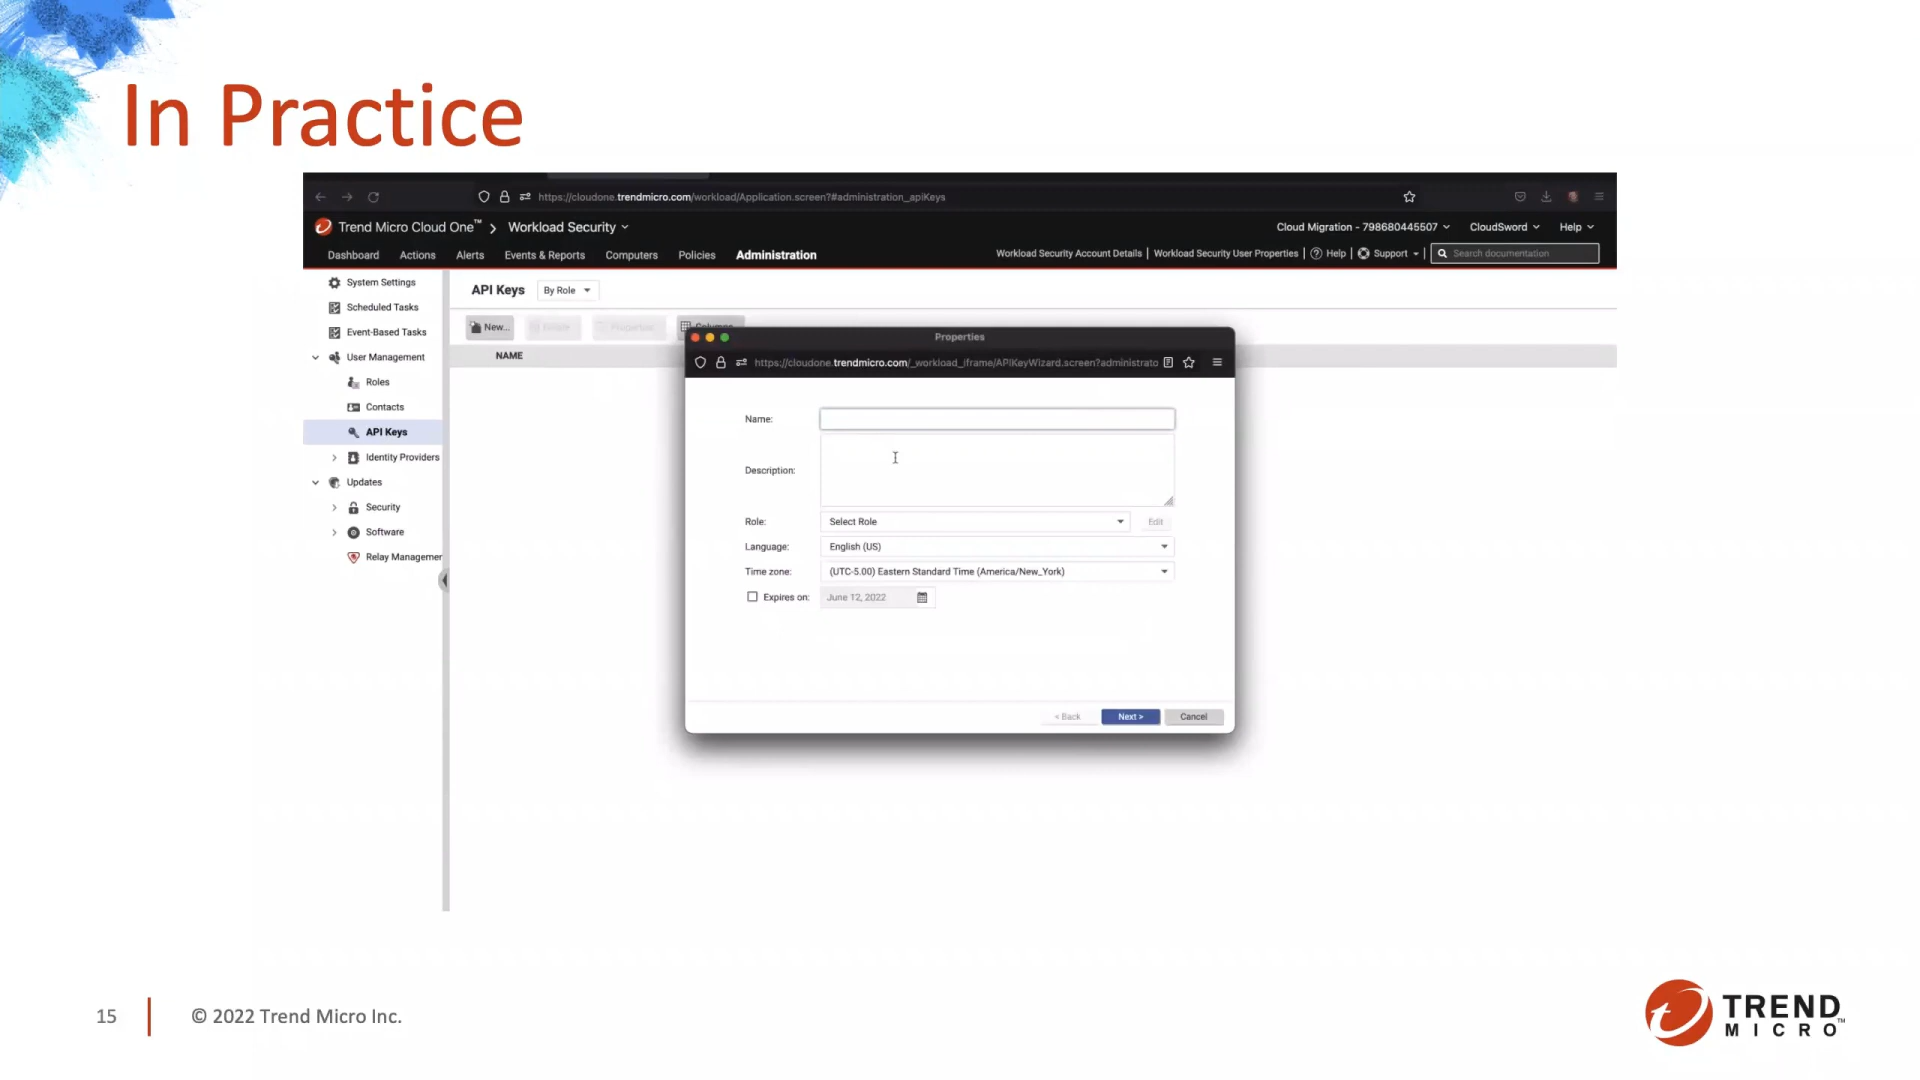 In Practice
https://cloudone.trendmicro.com/workload/Application.screen?#administration_apiKeys
Trend Micro Cloud One™ > Workload Security
Cloud Migration - 798680445507 CloudSword Help
Dashboard Actions Alerts Events & Reports Computers Policies Administration
Workload Security Account Details | Workload Security User Properties | Help | Support | Search documentation
System Settings
Scheduled Tasks
Event-Based Tasks
User Management
Roles
Contacts
API Keys
Identity Providers
Updates
Security
Software
Relay Managemer
API Keys By Role
New... Delete Properties Columns...
NAME
Properties
https://cloudone.trendmicro.com/_workload_iframe/APIKeyWizard.screen?administrato
Name:
Description:
Role: Select Role Edit
Language: English (US)
Time zone: (UTC-5.00) Eastern Standard Time (America/New_York)
Expires on: June 12, 2022
< Back Next > Cancel
15 © 2022 Trend Micro Inc.
TREND
MICRO™